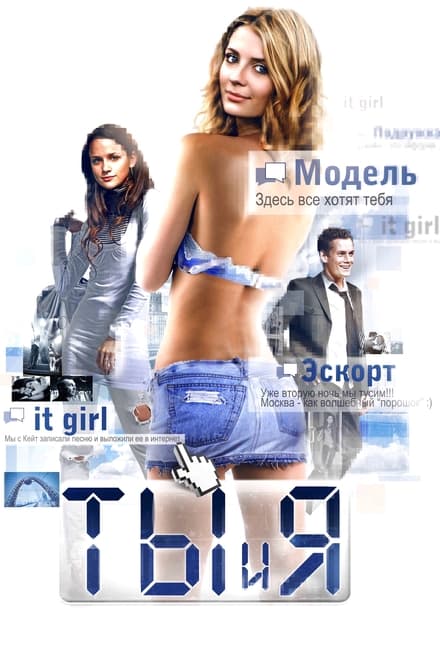 it girl
Подружка
Модель
Здесь все хотят тебя
it girl
Эскорт
Уже вторую ночь мы тусим!!!
Москва - как волшебный "порошок" :)
it girl
Мы с Кейт записали песню и выложили ее в интернет
ТЫ и Я